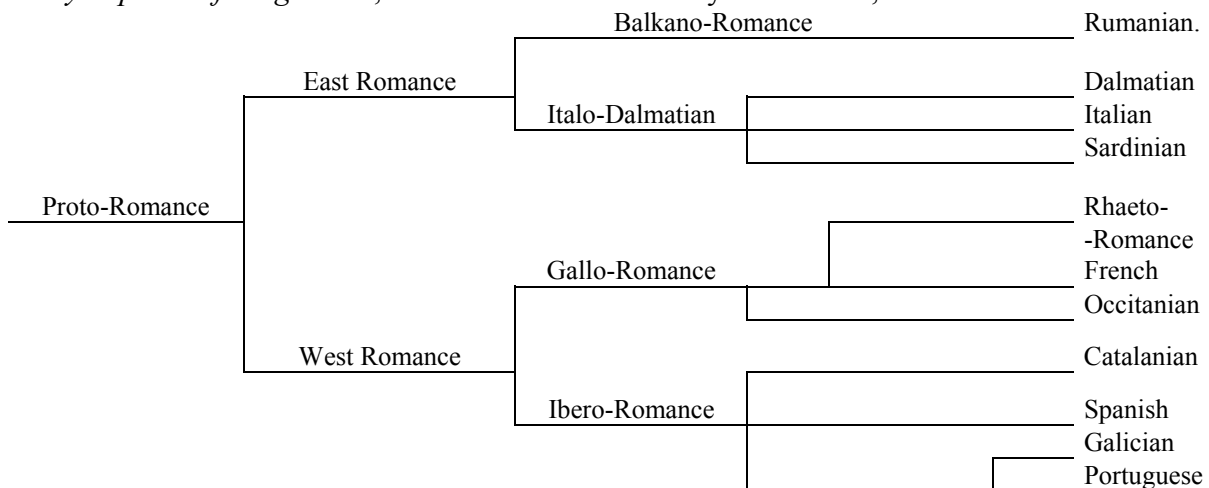 Balkano-Romance Rumanian.
East Romance Dalmatian
Italo-Dalmatian Italian
Sardinian
Proto-Romance Rhaeto-
-Romance
Gallo-Romance French
Occitanian
West Romance Catalanian
Ibero-Romance Spanish
Galician
Portuguese